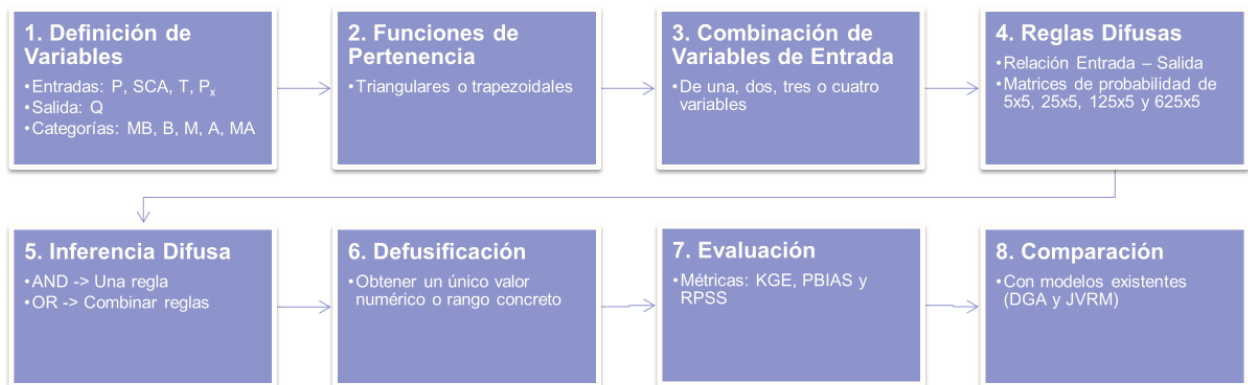 1. Definición de
Variables
•Entradas: P, SCA, T, Px
•Salida: Q
•Categorías: MB, B, M, A, MA
2. Funciones de
Pertenencia
•Triangulares o trapezoidales
3. Combinación de
Variables de Entrada
•De una, dos, tres o cuatro
variables
4. Reglas Difusas
•Relación Entrada – Salida
•Matrices de probabilidad de
5x5, 25x5, 125x5 y 625x5
5. Inferencia Difusa
•AND -> Una regla
•OR -> Combinar reglas
6. Defusificación
•Obtener un único valor
numérico o rango concreto
7. Evaluación
•Métricas: KGE, PBIAS y
RPSS
8. Comparación
•Con modelos existentes
(DGA y JVRM)